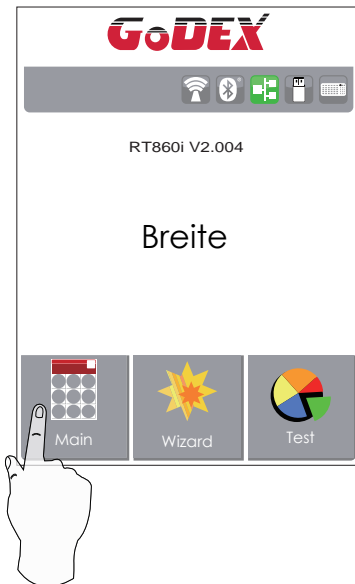 GoDEX
RT860i V2.004
Breite
Main
Wizard
Test